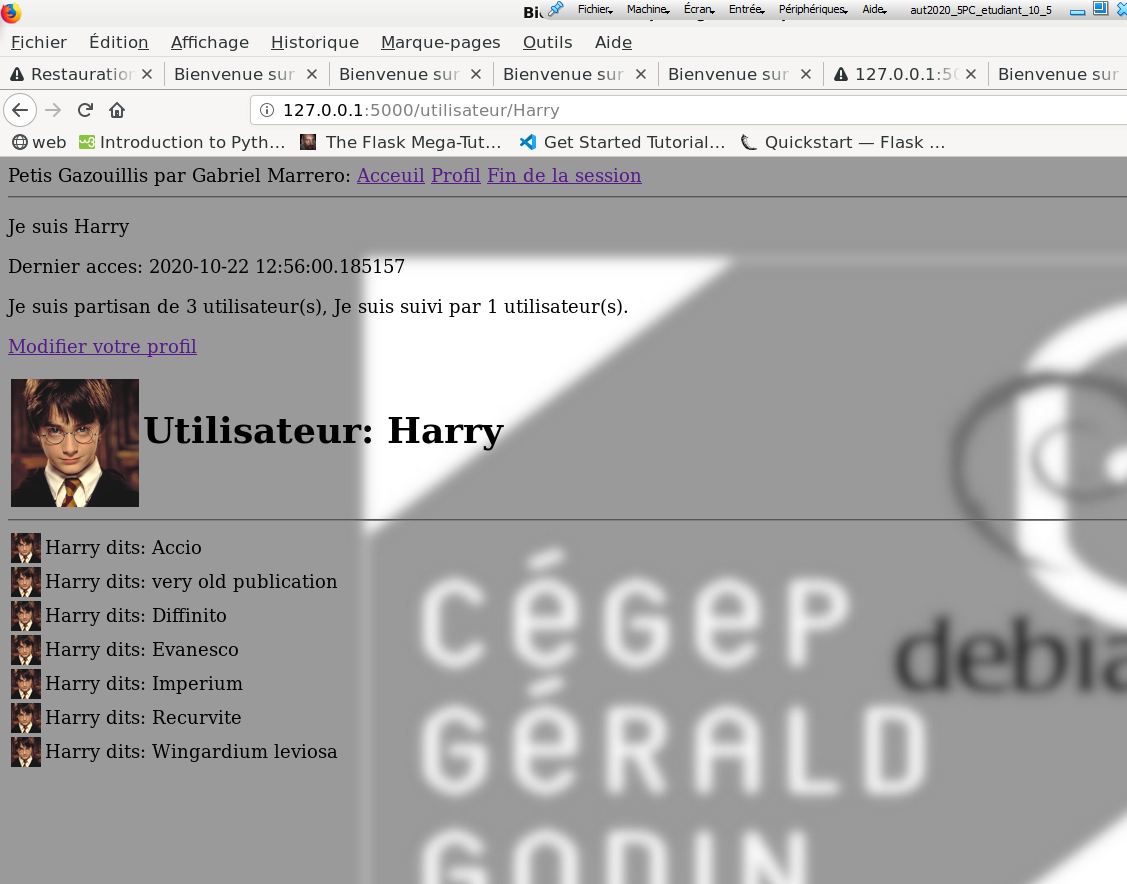 Fichier Machine Écran Entrée Périphériques Aide aut2020_5PC_etudiant_10_5
Fichier Édition Affichage Historique Marque-pages Outils Aide
Restauration Bienvenue sur Bienvenue sur Bienvenue sur Bienvenue sur 127.0.0.1:50 Bienvenue sur
127.0.0.1:5000/utilisateur/Harry
web Introduction to Pyth… The Flask Mega-Tut… Get Started Tutorial… Quickstart — Flask …
Petis Gazouillis par Gabriel Marrero: Acceuil Profil Fin de la session
Je suis Harry
Dernier acces: 2020-10-22 12:56:00.185157
Je suis partisan de 3 utilisateur(s), Je suis suivi par 1 utilisateur(s).
Modifier votre profil
Utilisateur: Harry
Harry dits: Accio
Harry dits: very old publication
Harry dits: Diffinito
Harry dits: Evanesco
Harry dits: Imperium
Harry dits: Recurvite
Harry dits: Wingardium leviosa
CéGeP
GéRALD
GODIN
debia